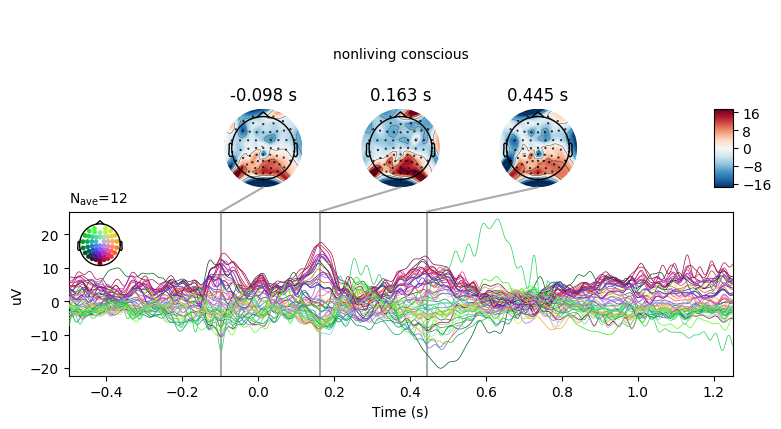 nonliving conscious
-0.098 s 0.163 s 0.445 s
16
8
0
−8
−16
N_ave=12
20
10
0
−10
−20
uV
−0.4 −0.2 0.0 0.2 0.4 0.6 0.8 1.0 1.2
Time (s)